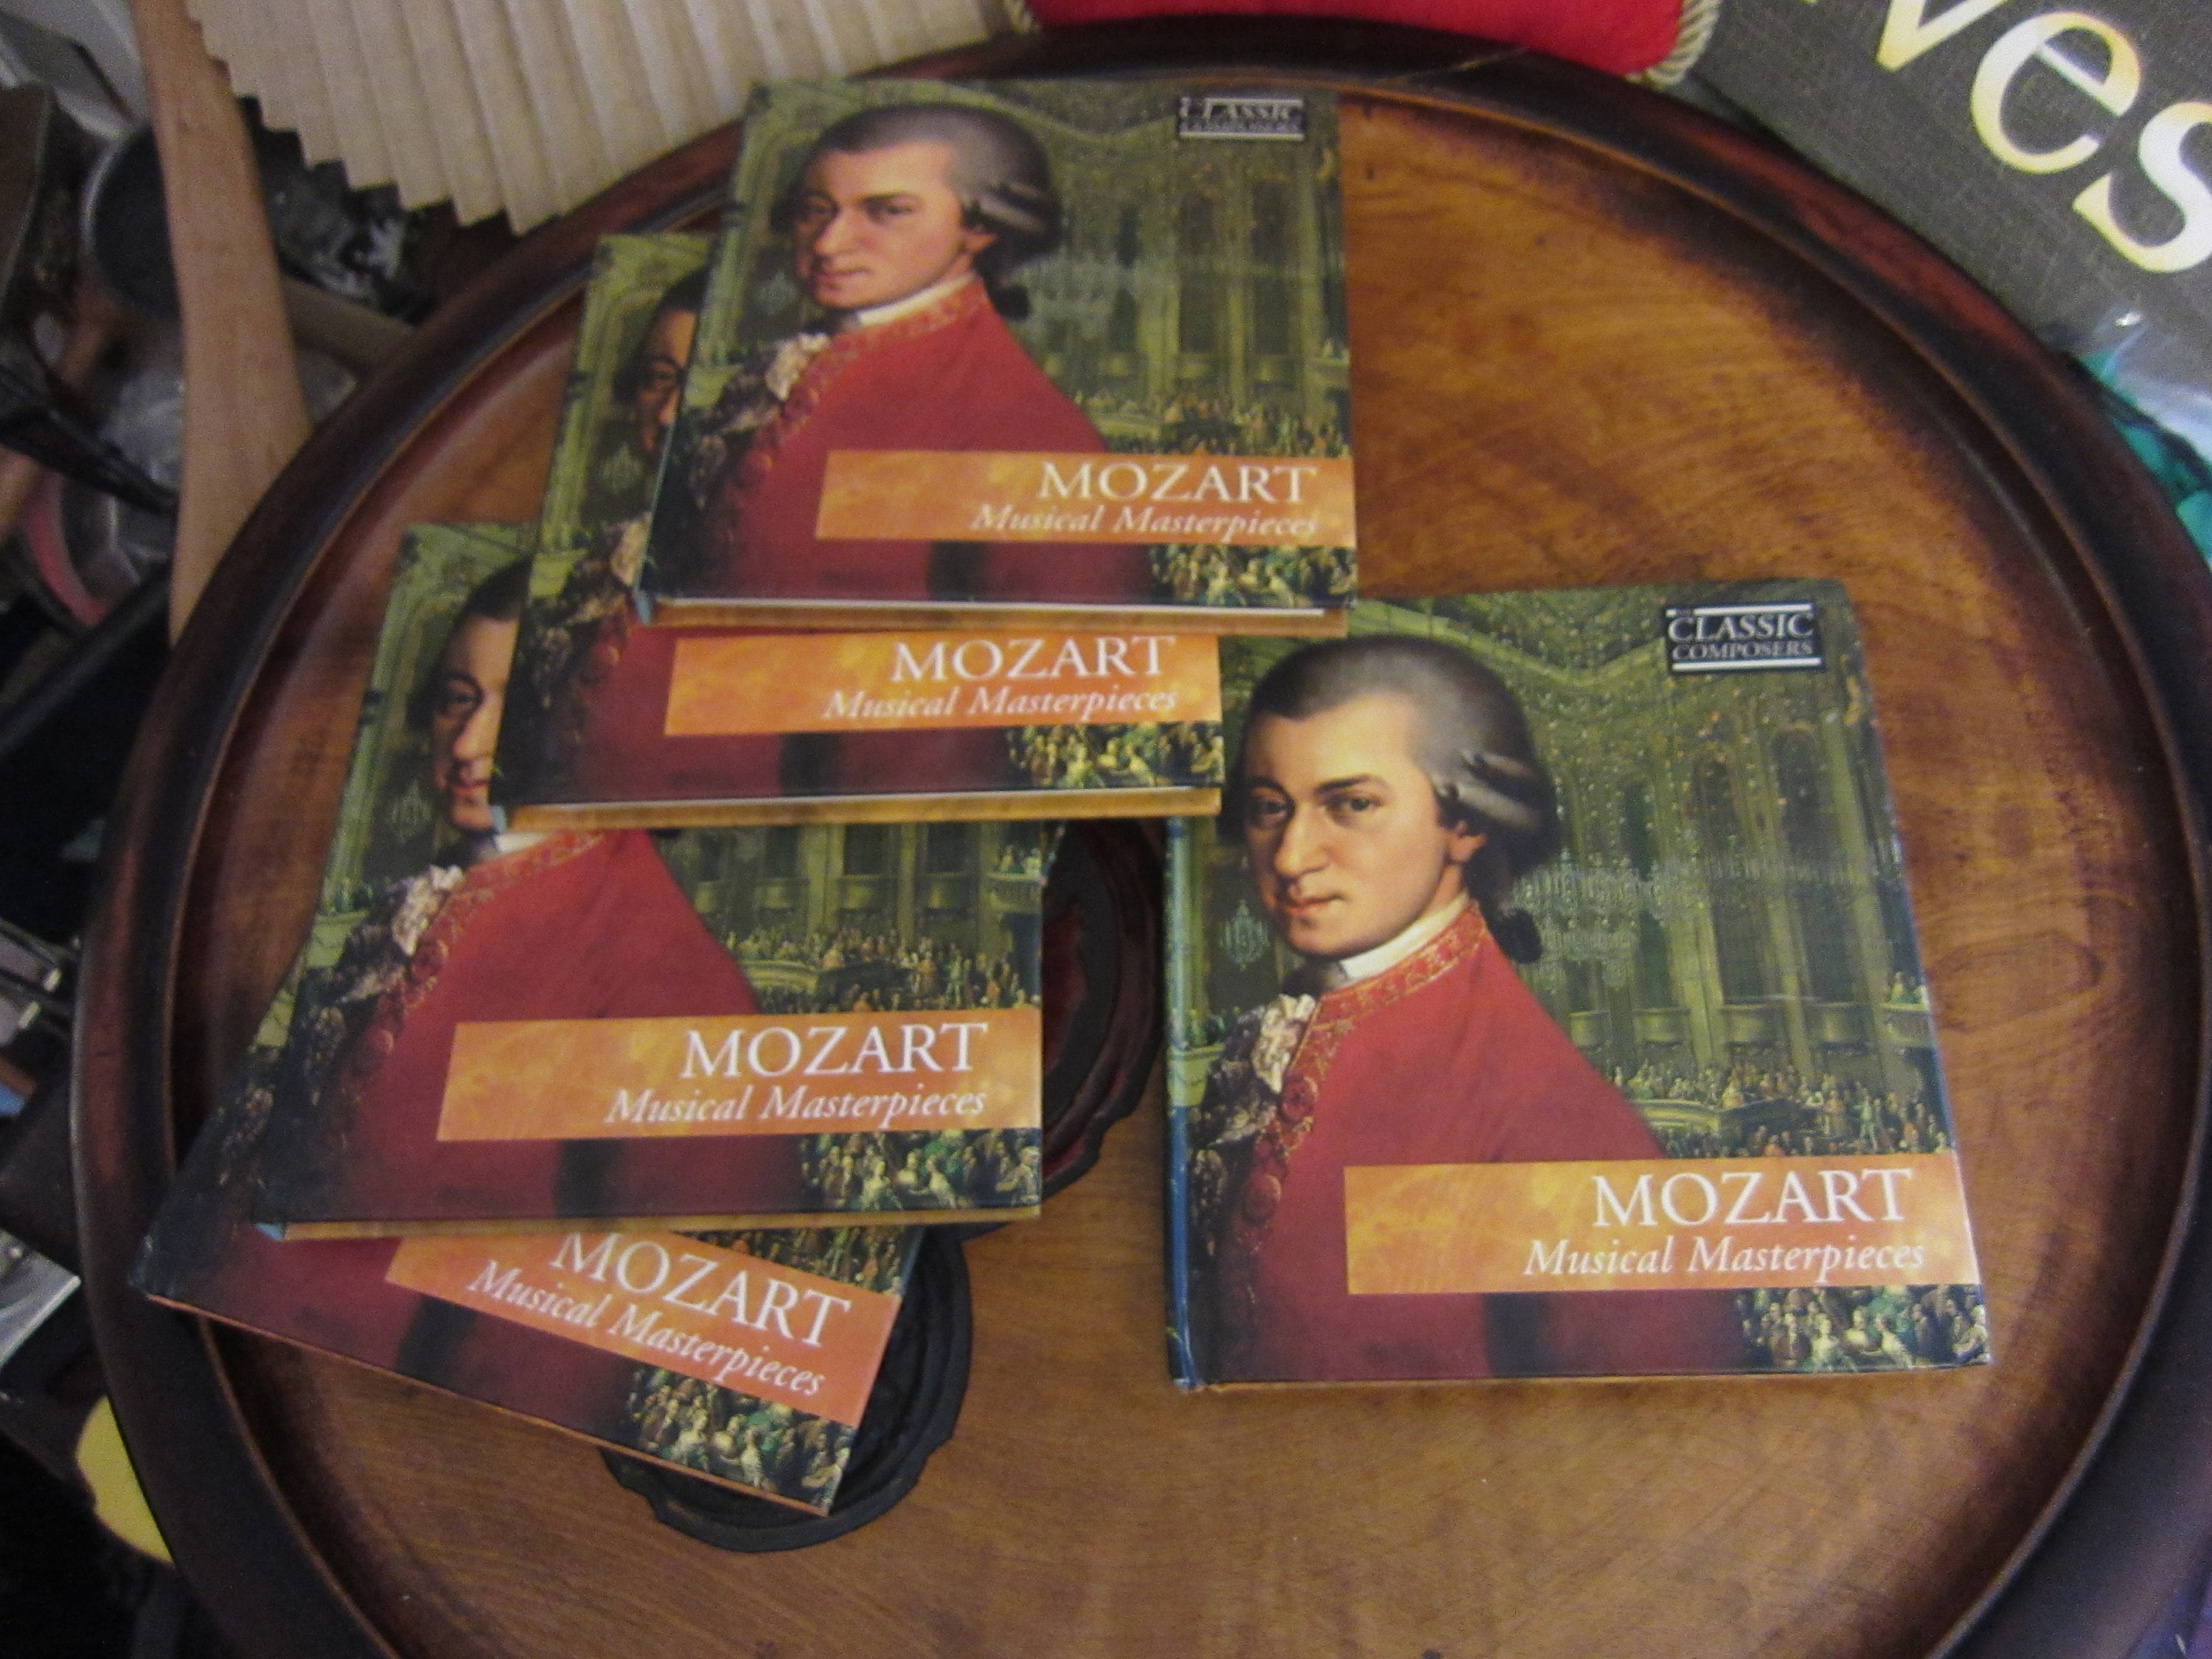 ves
CLASSIC
COMPOSERS
MOZART
Musical Masterpieces
MOZART
Musical Masterpieces
CLASSIC
COMPOSERS
MOZART
Musical Masterpieces
MOZART
Musical Masterpieces
MOZART
Musical Masterpieces